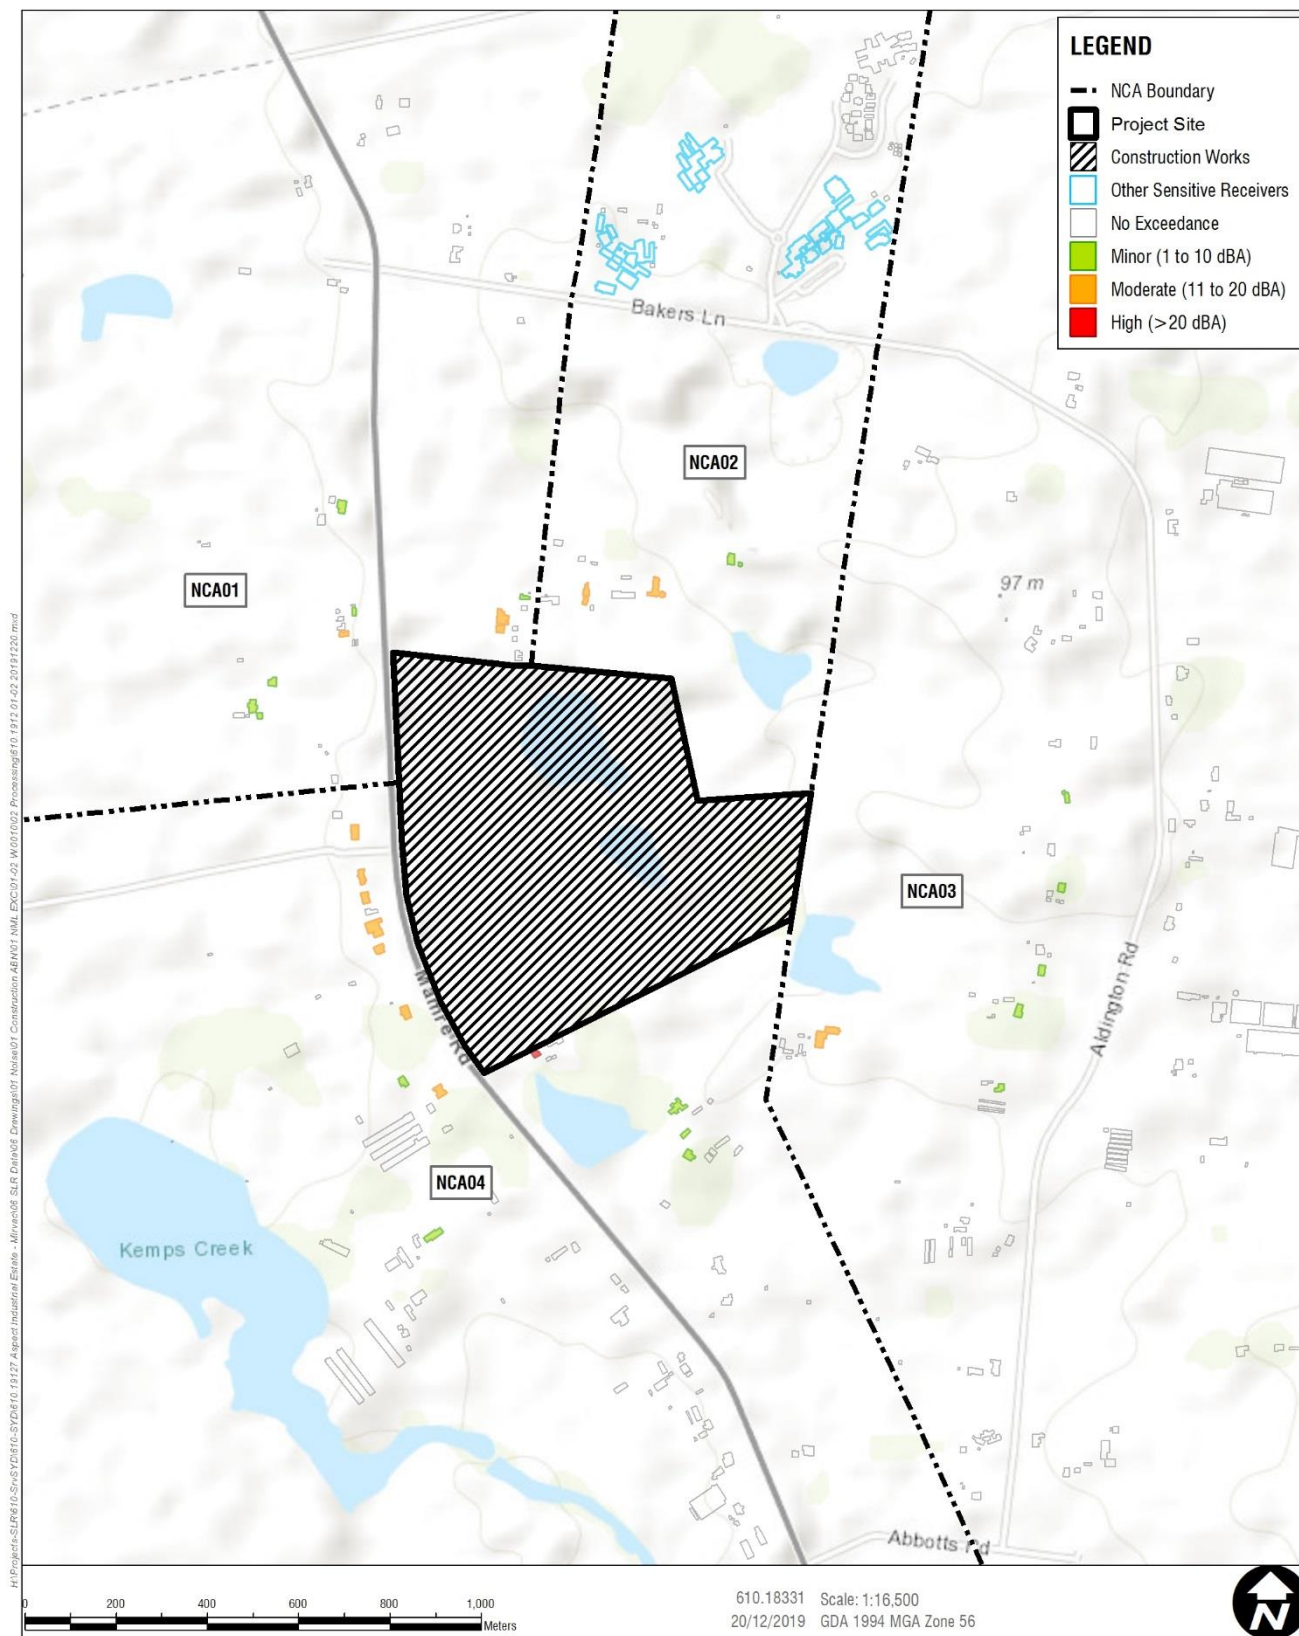 LEGEND
NCA Boundary
Project Site
Construction Works
Other Sensitive Receivers
No Exceedance
Minor (1 to 10 dBA)
Moderate (11 to 20 dBA)
High (>20 dBA)
Bakers Ln
NCA02
97 m
NCA01
NCA03
Mamre Rd
Aldington Rd
NCA04
Kemps Creek
Abbotts Rd
0 200 400 600 800 1,000
Meters
610.18331 Scale: 1:16,500
20/12/2019 GDA 1994 MGA Zone 56
N